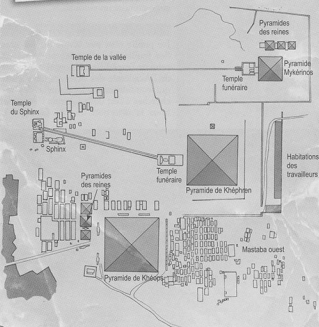 Pyramides
des reines
Temple de la vallée
Pyramide
Mykérinos
Temple
funéraire
Temple
du Sphinx
Sphinx
Temple
funéraire
Pyramide de Khéphren
Habitations
des
travailleurs
Pyramides
des reines
Mastaba ouest
Pyramide de Khéops